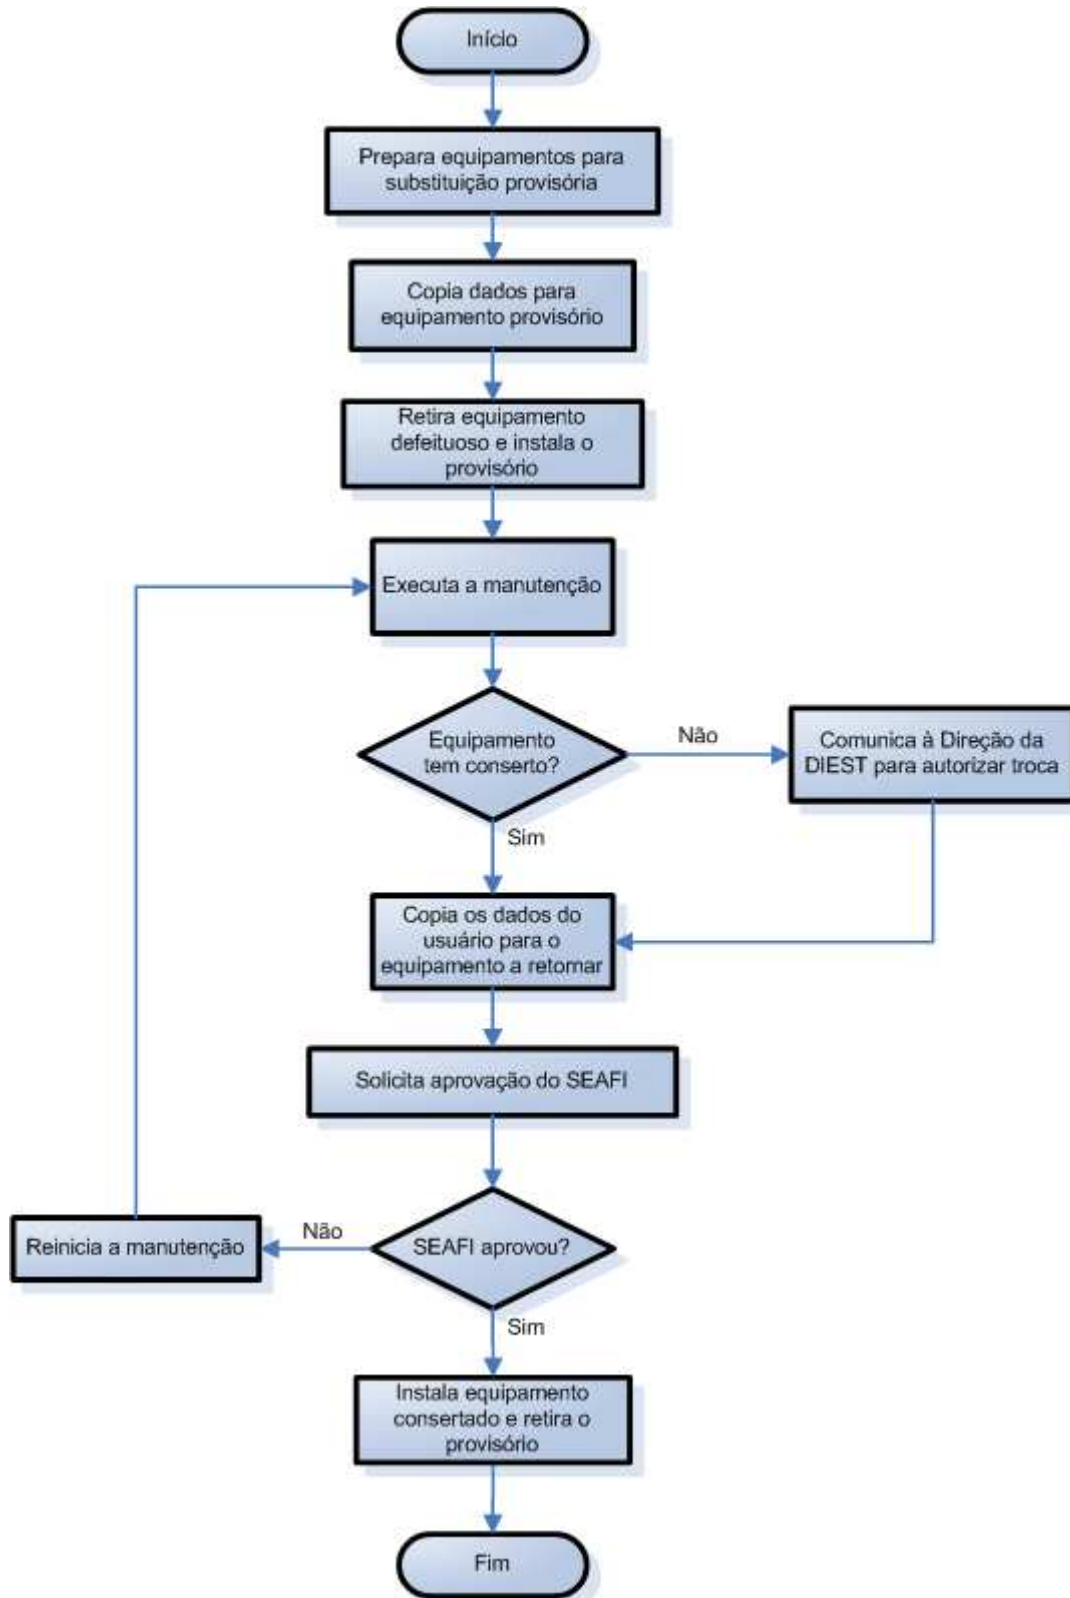 Início
Prepara equipamentos para
substituição provisória
Copia dados para
equipamento provisório
Retira equipamento
defeituoso e instala o
provisório
Executa a manutenção
Equipamento
tem conserto?
Não
Comunica à Direção da
DIEST para autorizar troca
Sim
Copia os dados do
usuário para o
equipamento a retornar
Solicita aprovação do SEAFI
SEAFI aprovou?
Não
Reinicia a manutenção
Sim
Instala equipamento
consertado e retira o
provisório
Fim